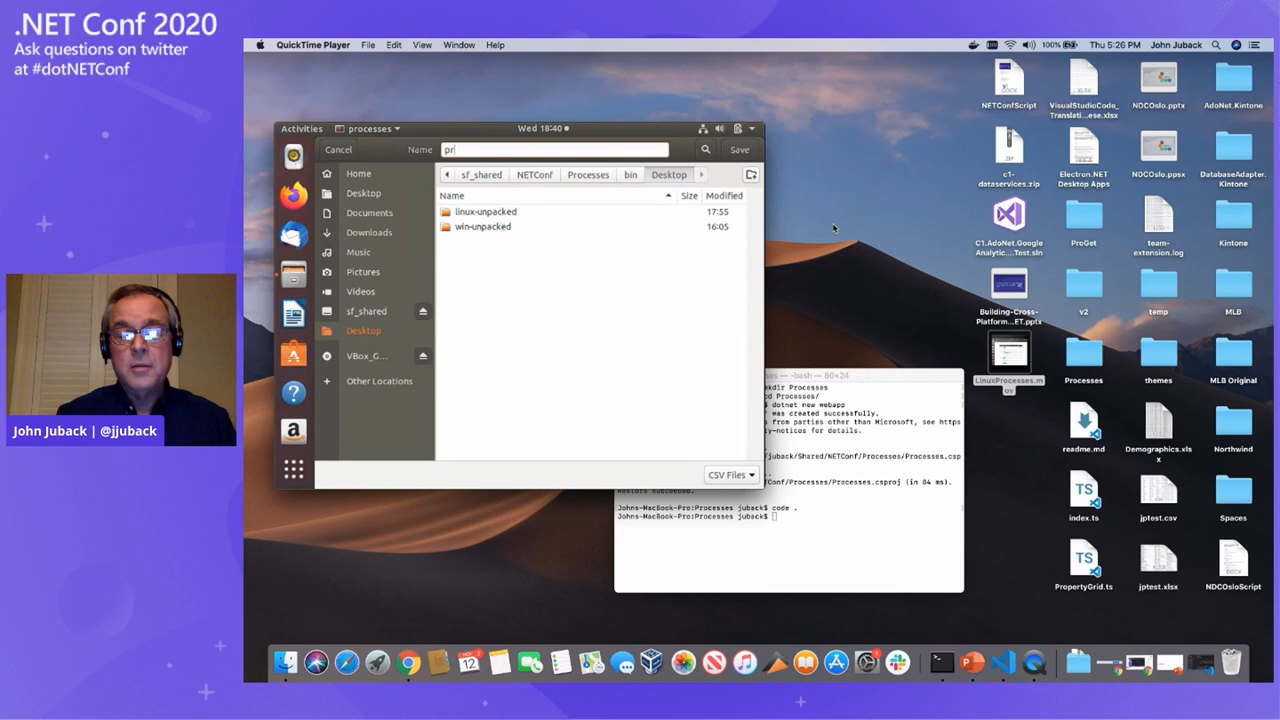 .NET Conf 2020
Ask questions on twitter
at #dotNETConf
QuickTime Player File Edit View Window Help
100% Thu 5:26 PM John Juback
Activities processes Wed 18:40
Cancel Name pr Save
sf_shared NETConf Processes bin Desktop
Name Size Modified
linux-unpacked 17:55
win-unpacked 16:05
Home
Desktop
Documents
Downloads
Music
Pictures
Videos
sf_shared
Desktop
VBox_G...
Other Locations
CSV Files
es — -bash — 80×24
mkdir Processes
cd Processes/
$ dotnet new webapp
" was created successfully.
s from parties other than Microsoft, see https
y-notices for details.
/juback/Shared/NETConf/Processes/Processes.csp
Conf/Processes/Processes.csproj (in 84 ms).
Restore succeeded.
Johns-MacBook-Pro:Processes juback$ code .
Johns-MacBook-Pro:Processes juback$
NETConfScript
VisualStudioCode_
Translati...ese.xlsx
NDCOslo.pptx
AdoNet.Kintone
c1-
dataservices.zip
Electron.NET
Desktop Apps
NDCOslo.ppsx
DatabaseAdapter.
Kintone
C1.AdoNet.Google
Analytic....Test.sln
ProGet
team-
extension.log
Kintone
Building-Cross-
Platform...ET.pptx
v2
temp
MLB
LinuxProcesses.m
ov
Processes
themes
MLB Original
readme.md
Demographics.xls
x
Northwind
TS
index.ts
jptest.csv
Spaces
TS
PropertyGrid.ts
jptest.xlsx
NDCOsloScript
John Juback | @jjuback